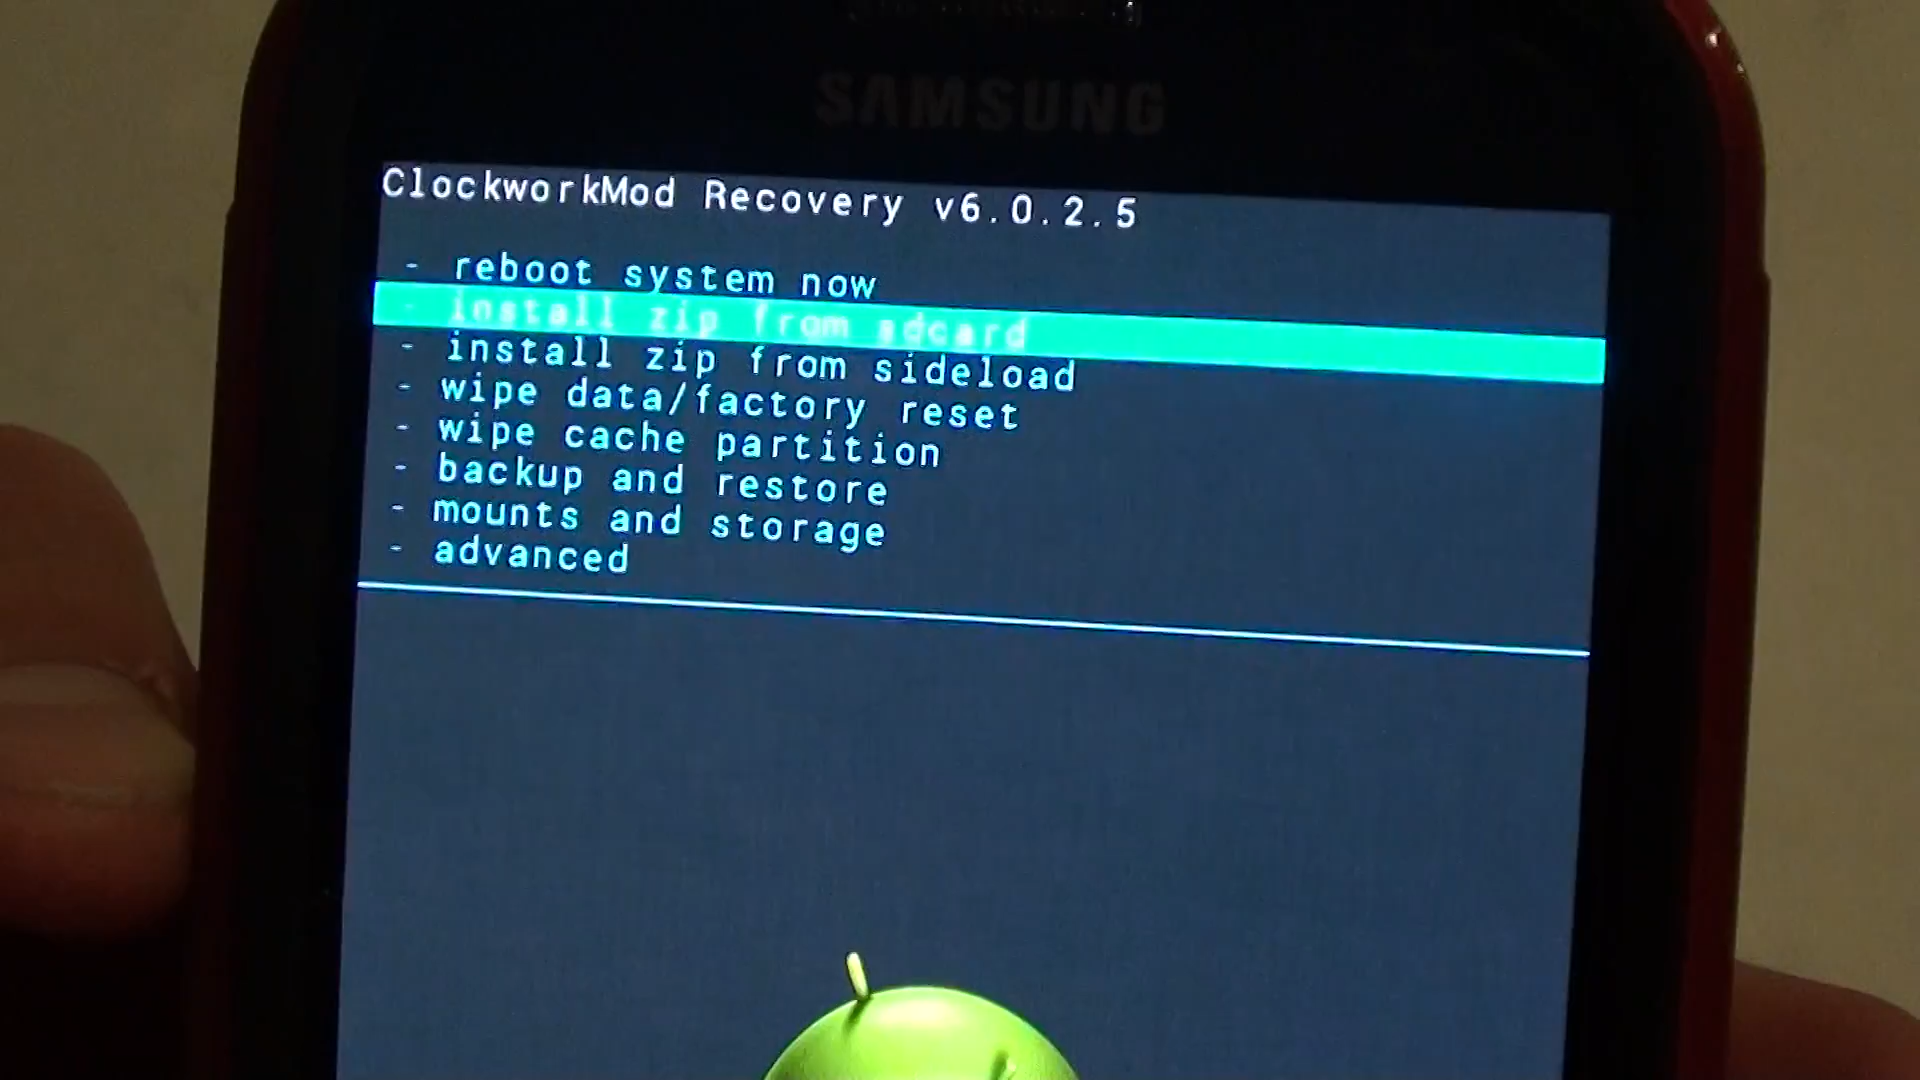 SAMSUNG
ClockworkMod Recovery v6.0.2.5
- reboot system now
- install zip from sdcard
- install zip from sideload
- wipe data/factory reset
- wipe cache partition
- backup and restore
- mounts and storage
- advanced